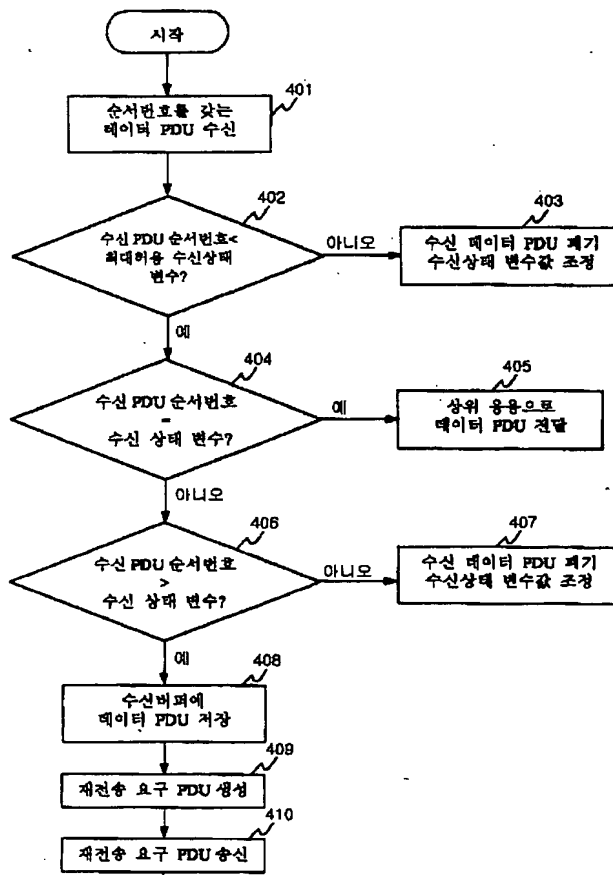 시작
401
순서번호를 갖는
데이터 PDU 수신
402
수신 PDU 순서번호<
최대허용 수신상태
변수?
아니오
403
수신 데이터 PDU 폐기
수신상태 변수값 조정
예
404
수신 PDU 순서번호
=
수신 상태 변수?
예
405
상위 응용으로
데이터 PDU 전달
아니오
406
수신 PDU 순서번호
>
수신 상태 변수?
아니오
407
수신 데이터 PDU 폐기
수신상태 변수값 조정
예
408
수신버퍼에
데이터 PDU 저장
409
재전송 요구 PDU 생성
410
재전송 요구 PDU 송신